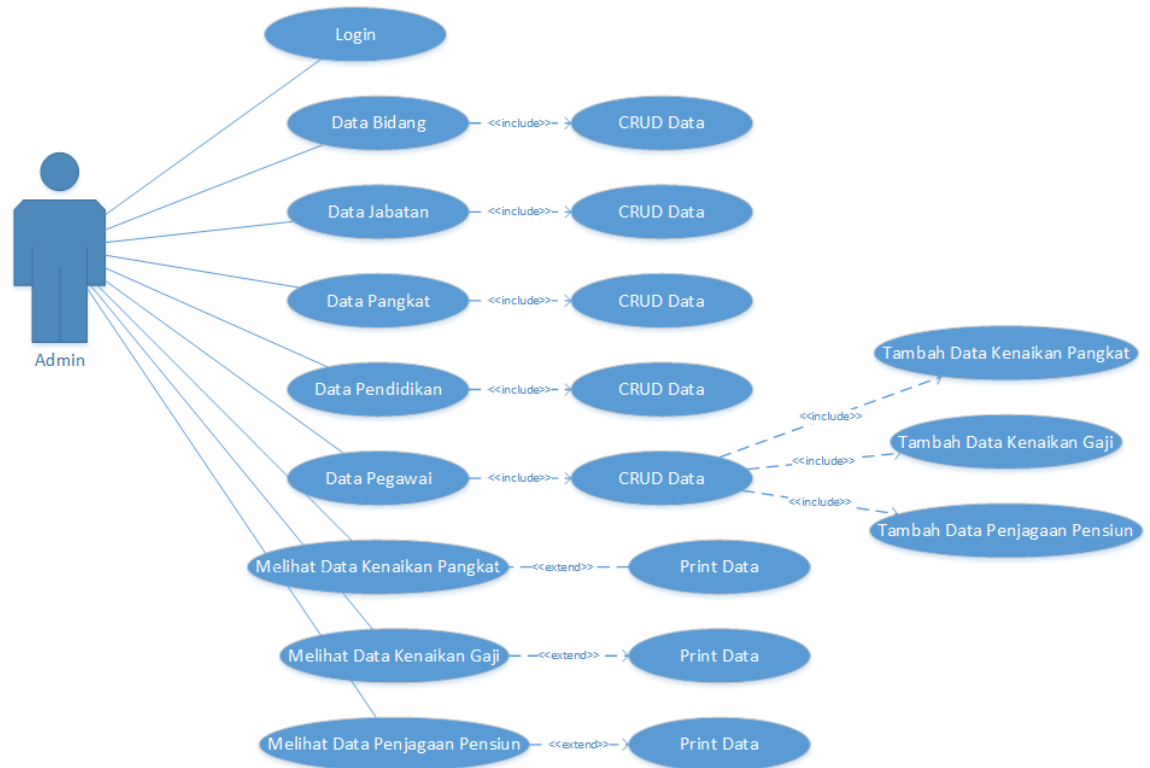 Login
Data Bidang
<<include>>
CRUD Data
Data Jabatan
<<include>>
CRUD Data
Data Pangkat
<<include>>
CRUD Data
Admin
Data Pendidikan
<<include>>
CRUD Data
Tambah Data Kenaikan Pangkat
<<include>>
Tambah Data Kenaikan Gaji
<<include>>
Data Pegawai
<<include>>
CRUD Data
<<include>>
Tambah Data Penjagaan Pensiun
Melihat Data Kenaikan Pangkat
<<extend>>
Print Data
Melihat Data Kenaikan Gaji
<<extend>>
Print Data
Melihat Data Penjagaan Pensiun
<<extend>>
Print Data